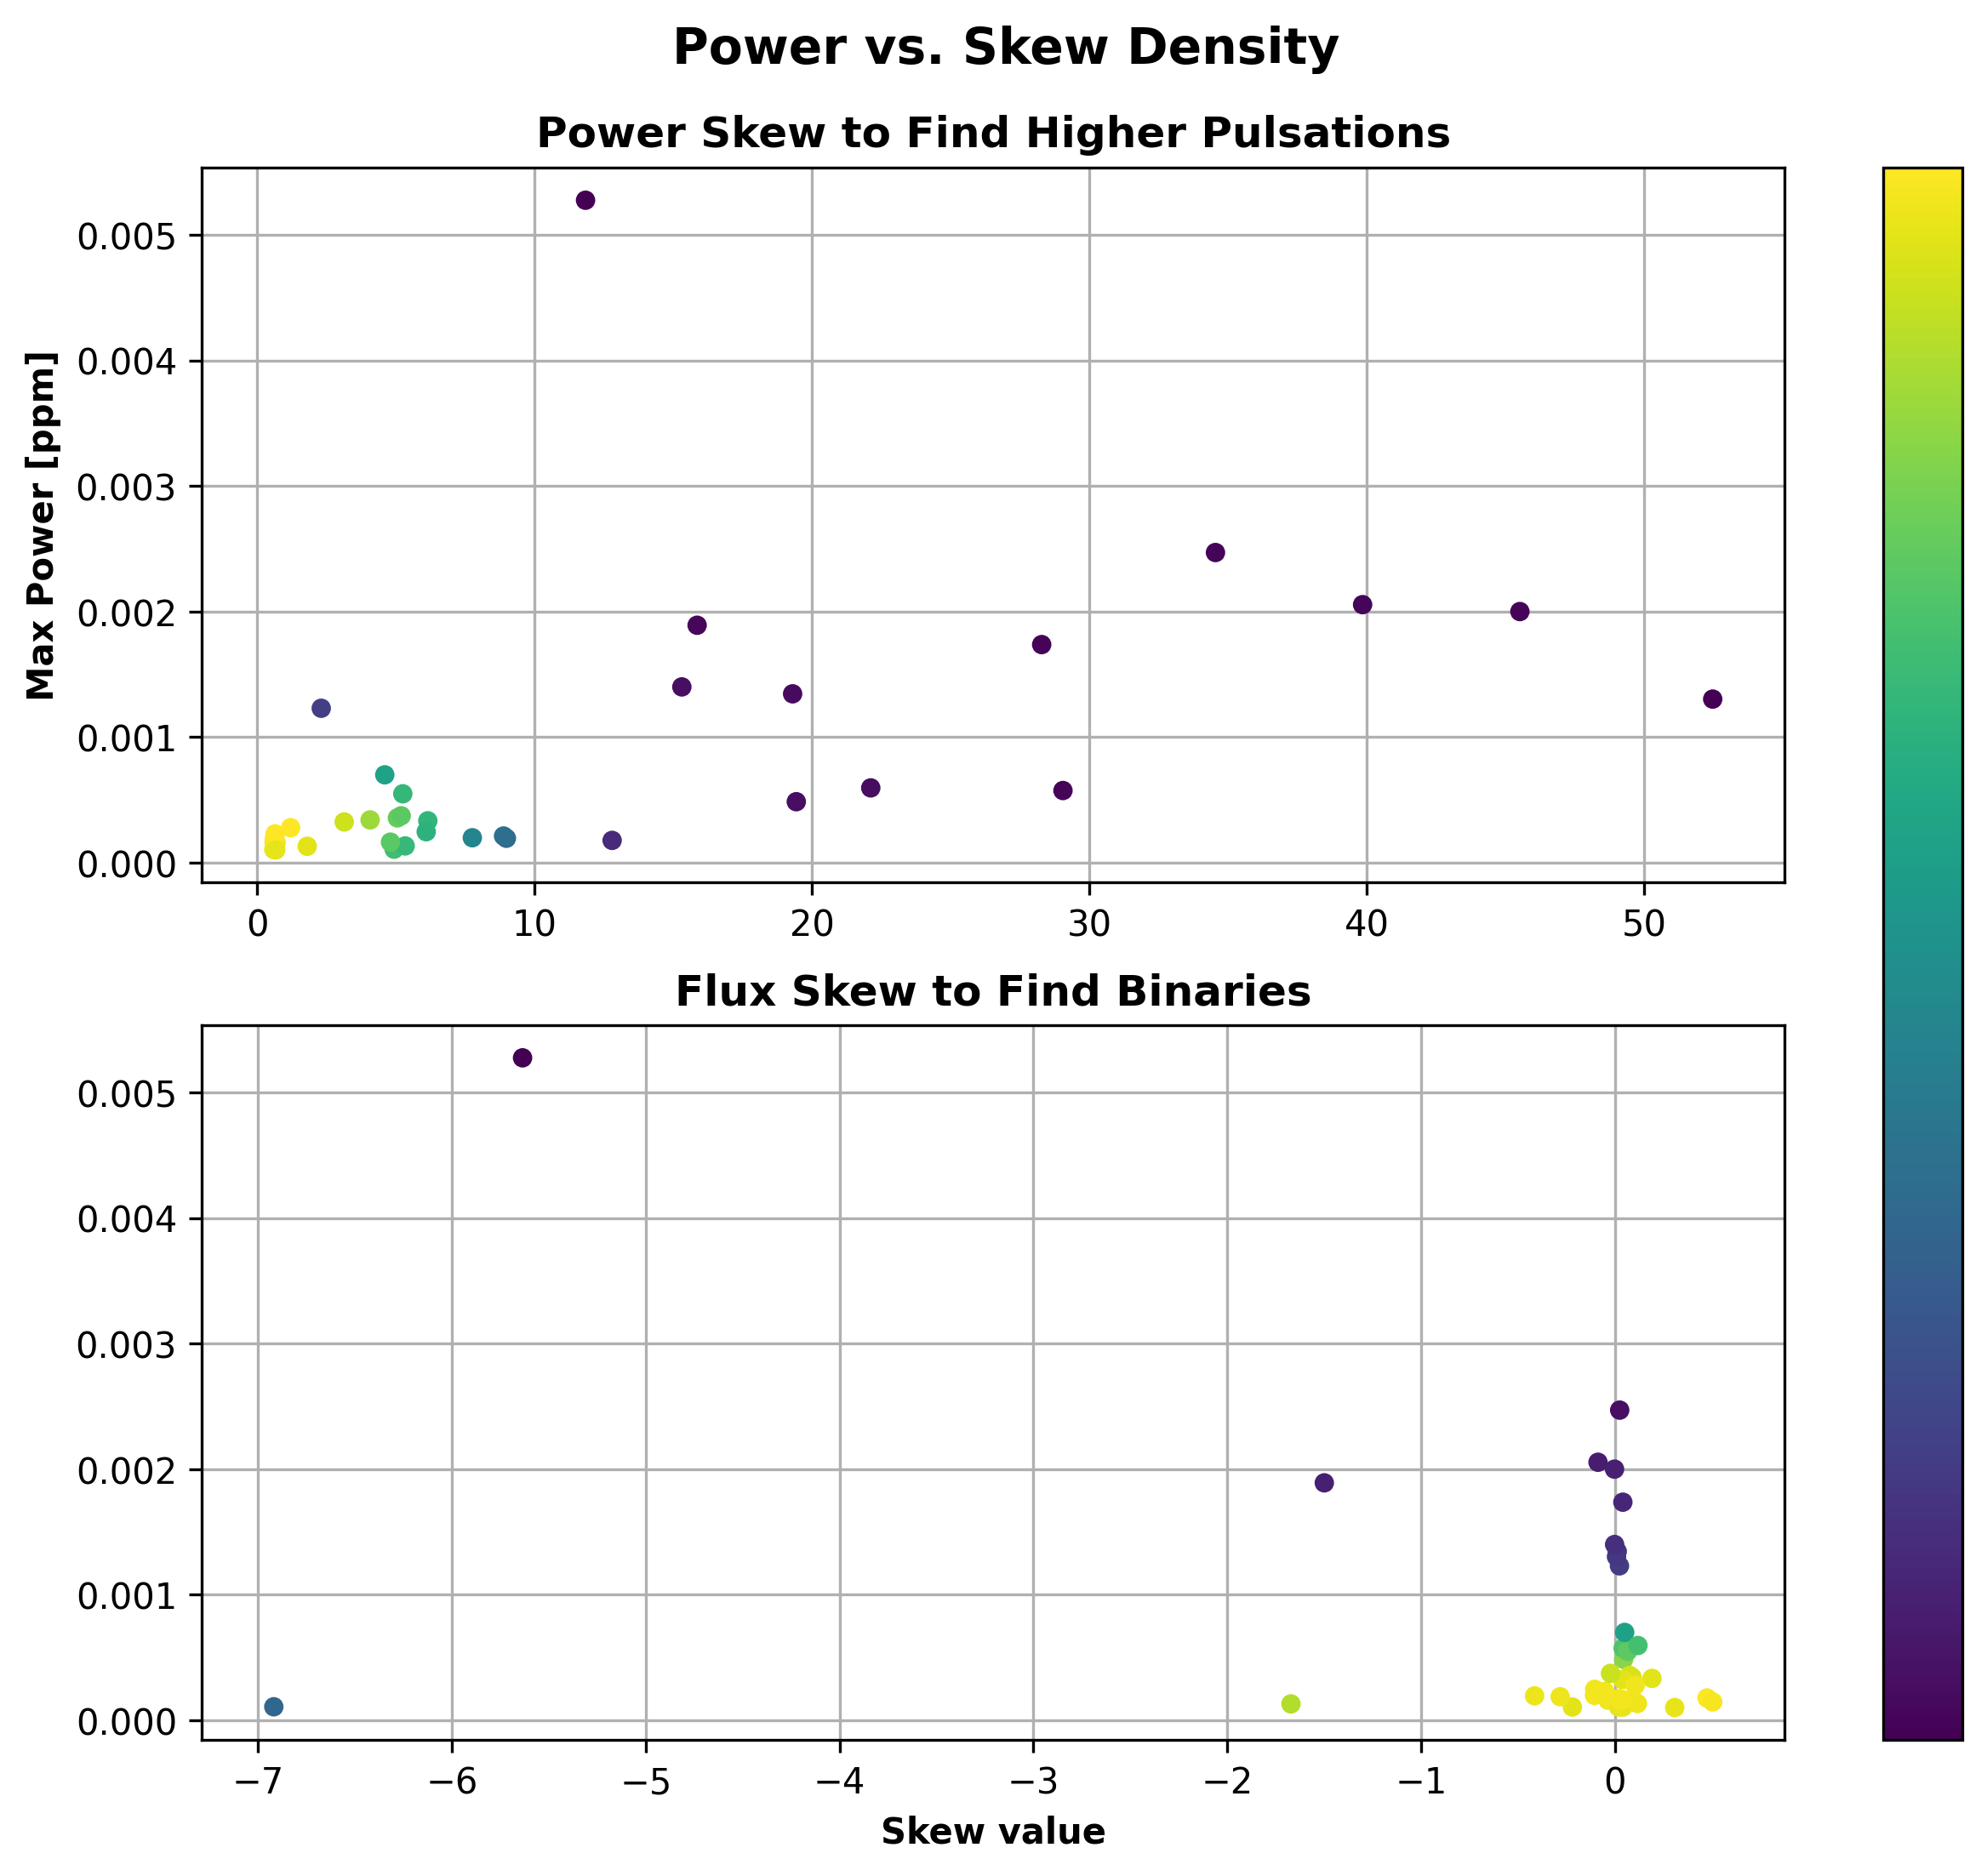 Power vs. Skew Density
Power Skew to Find Higher Pulsations
Max Power [ppm]
0.005
0.004
0.003
0.002
0.001
0.000
0 10 20 30 40 50
Flux Skew to Find Binaries
0.005
0.004
0.003
0.002
0.001
0.000
−7 −6 −5 −4 −3 −2 −1 0
Skew value